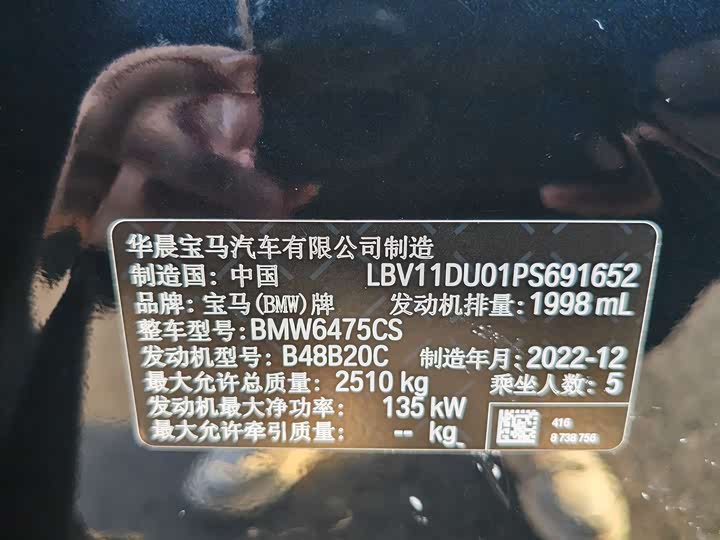 华晨宝马汽车有限公司制造
制造国: 中国 LBV11DU01PS691652
品牌: 宝马(BMW)牌 发动机排量: 1998 mL
整车型号: BMW6475CS
发动机型号: B48B20C 制造年月: 2022-12
最大允许总质量: 2510 kg 乘坐人数: 5
发动机最大净功率: 135 kW
最大允许牵引质量: -- kg
416
8 738 756